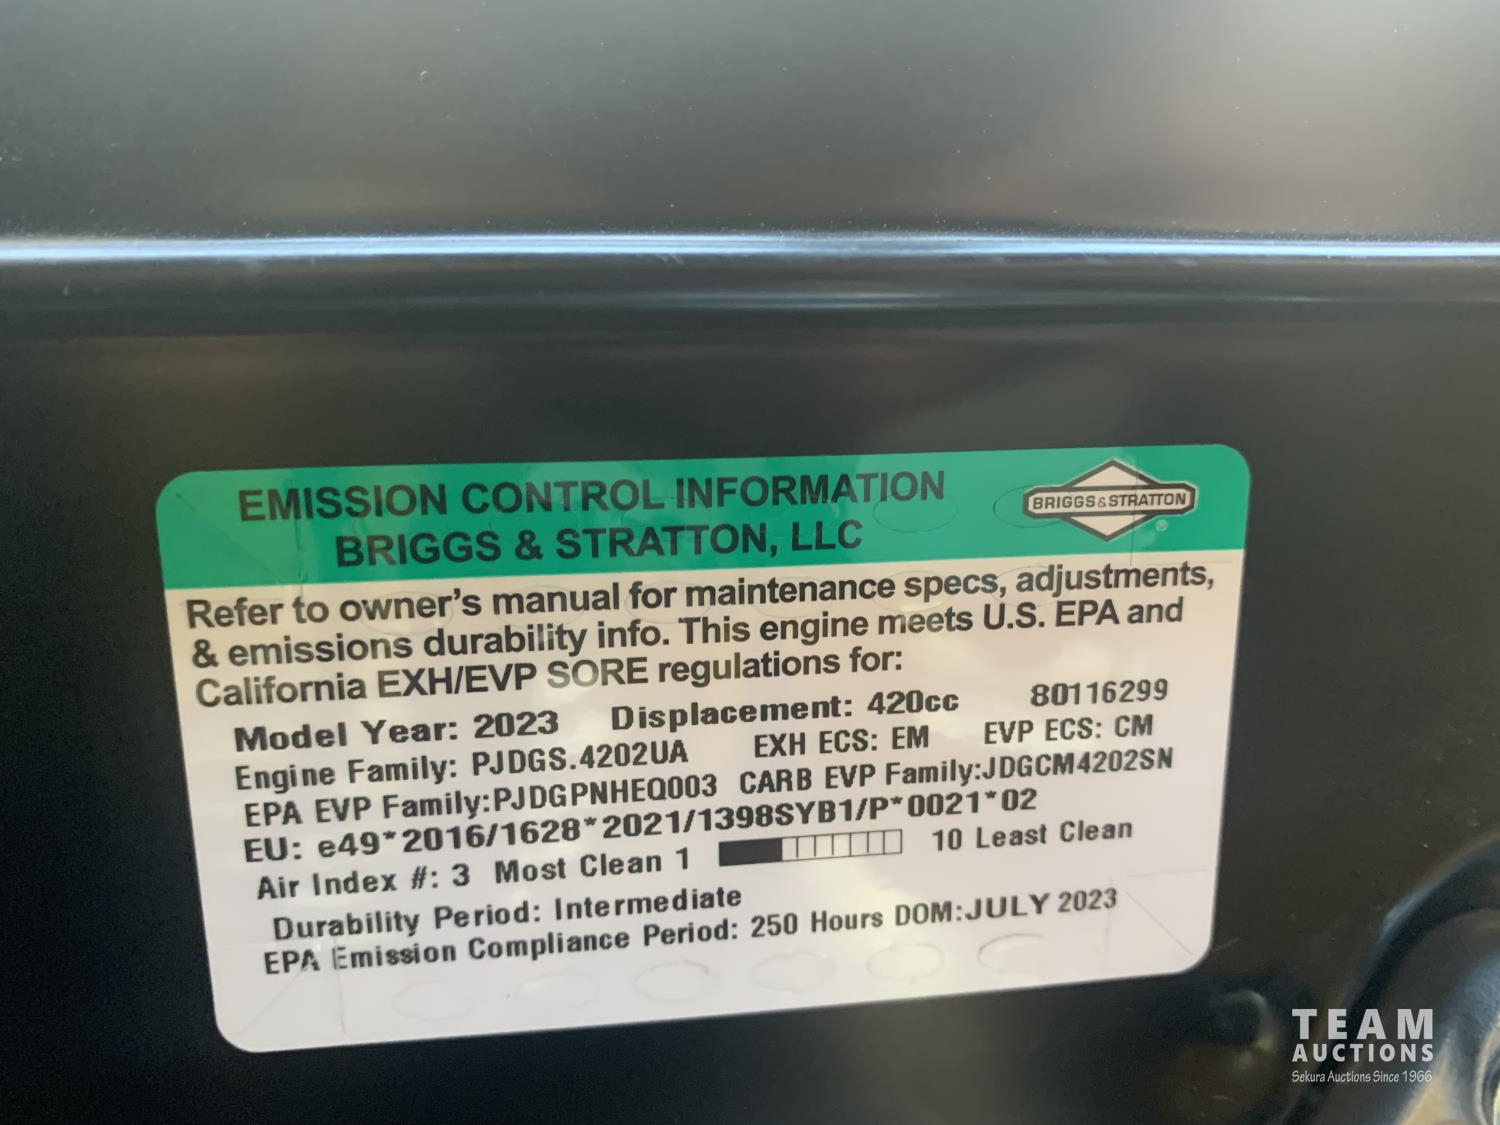 EMISSION CONTROL INFORMATION
BRIGGS & STRATTON, LLC
BRIGGS&STRATTON
®
Refer to owner's manual for maintenance specs, adjustments,
& emissions durability info. This engine meets U.S. EPA and
California EXH/EVP SORE regulations for:
Model Year: 2023 Displacement: 420cc 80116299
Engine Family: PJDGS.4202UA EXH ECS: EM EVP ECS: CM
EPA EVP Family:PJDGPNHEQ003 CARB EVP Family:JDGCM4202SN
EU: e49*2016/1628*2021/1398SYB1/P*0021*02
Air Index #: 3 Most Clean 1 10 Least Clean
Durability Period: Intermediate
EPA Emission Compliance Period: 250 Hours DOM:JULY 2023
TEAM
AUCTIONS
Sekura Auctions Since 1966